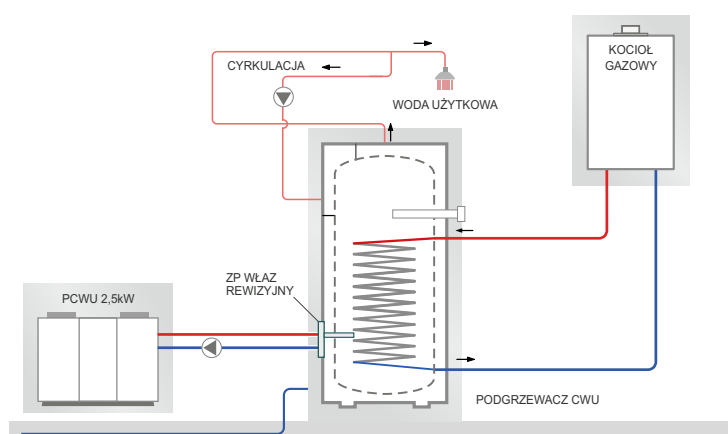 CYRKULACJA
WODA UŻYTKOWA
KOCIOŁ
GAZOWY
ZP WŁAZ
REWIZYJNY
PCWU 2,5kW
PODGRZEWACZ CWU